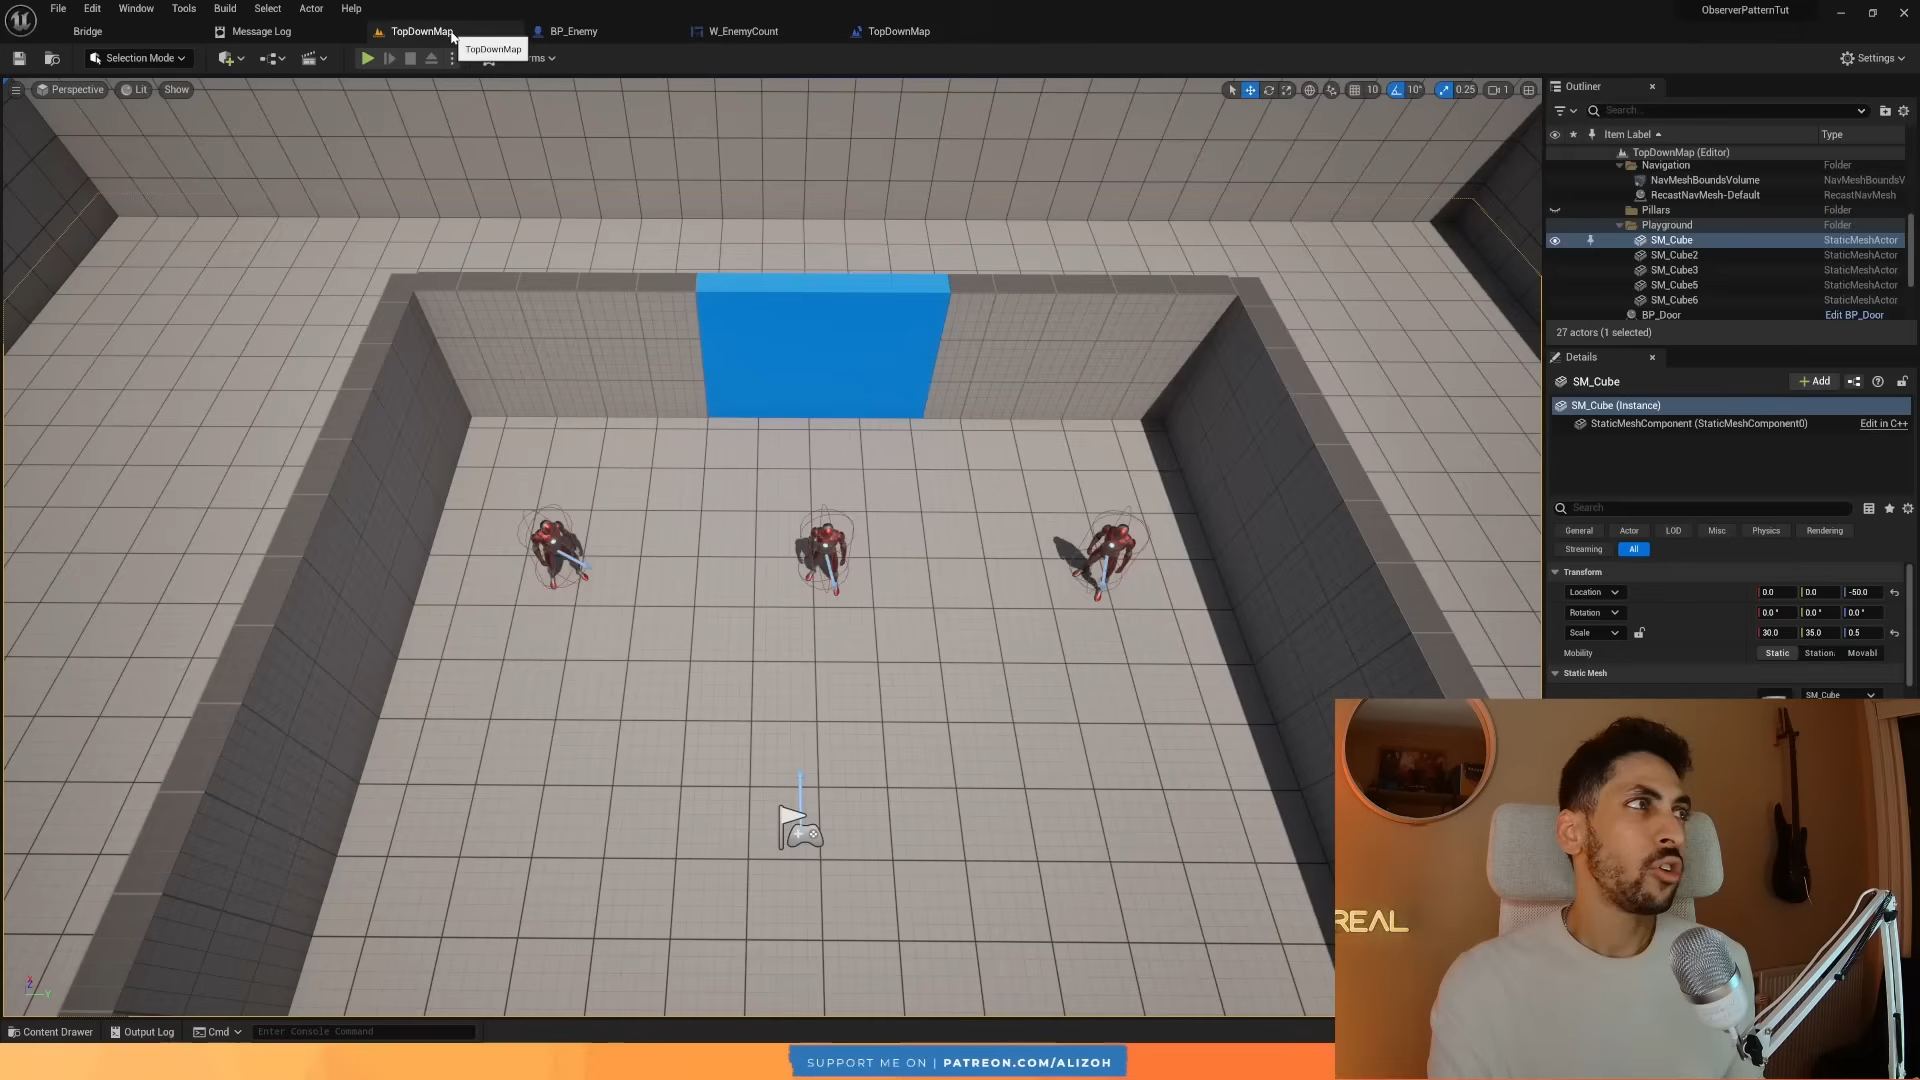 File Edit Window Tools Build Select Actor Help
ObserverPatternTut
Bridge
Message Log
TopDownMap
BP_Enemy
W_EnemyCount
TopDownMap
TopDownMap
Selection Mode
rms
Settings
Perspective
Lit
Show
10
10°
0.25
1
Outliner
Search...
Item Label
Type
TopDownMap (Editor)
Navigation
Folder
NavMeshBoundsVolume
NavMeshBoundsV
RecastNavMesh-Default
RecastNavMesh
Pillars
Folder
Playground
Folder
SM_Cube
StaticMeshActor
SM_Cube2
StaticMeshActor
SM_Cube3
StaticMeshActor
SM_Cube5
StaticMeshActor
SM_Cube6
StaticMeshActor
BP_Door
Edit BP_Door
27 actors (1 selected)
Details
SM_Cube
Add
SM_Cube (Instance)
StaticMeshComponent (StaticMeshComponent0)
Edit in C++
Search
General
Actor
LOD
Misc
Physics
Rendering
Streaming
All
Transform
Location
0.0
0.0
-50.0
Rotation
0.0 °
0.0 °
0.0 °
Scale
30.0
35.0
0.5
Mobility
Static
Station
Movabl
Static Mesh
SM_Cube
REAL
X
Z
Y
Content Drawer
Output Log
Cmd
Enter Console Command
SUPPORT ME ON | PATREON.COM/ALIZOH